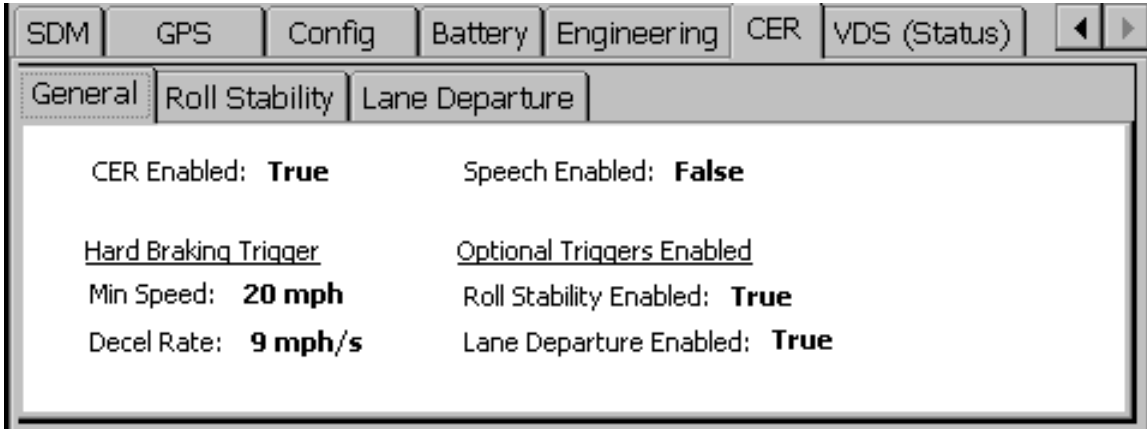 SDM GPS Config Battery Engineering CER VDS (Status)
General Roll Stability Lane Departure
CER Enabled: True Speech Enabled: False
Hard Braking Trigger Optional Triggers Enabled
Min Speed: 20 mph Roll Stability Enabled: True
Decel Rate: 9 mph/s Lane Departure Enabled: True